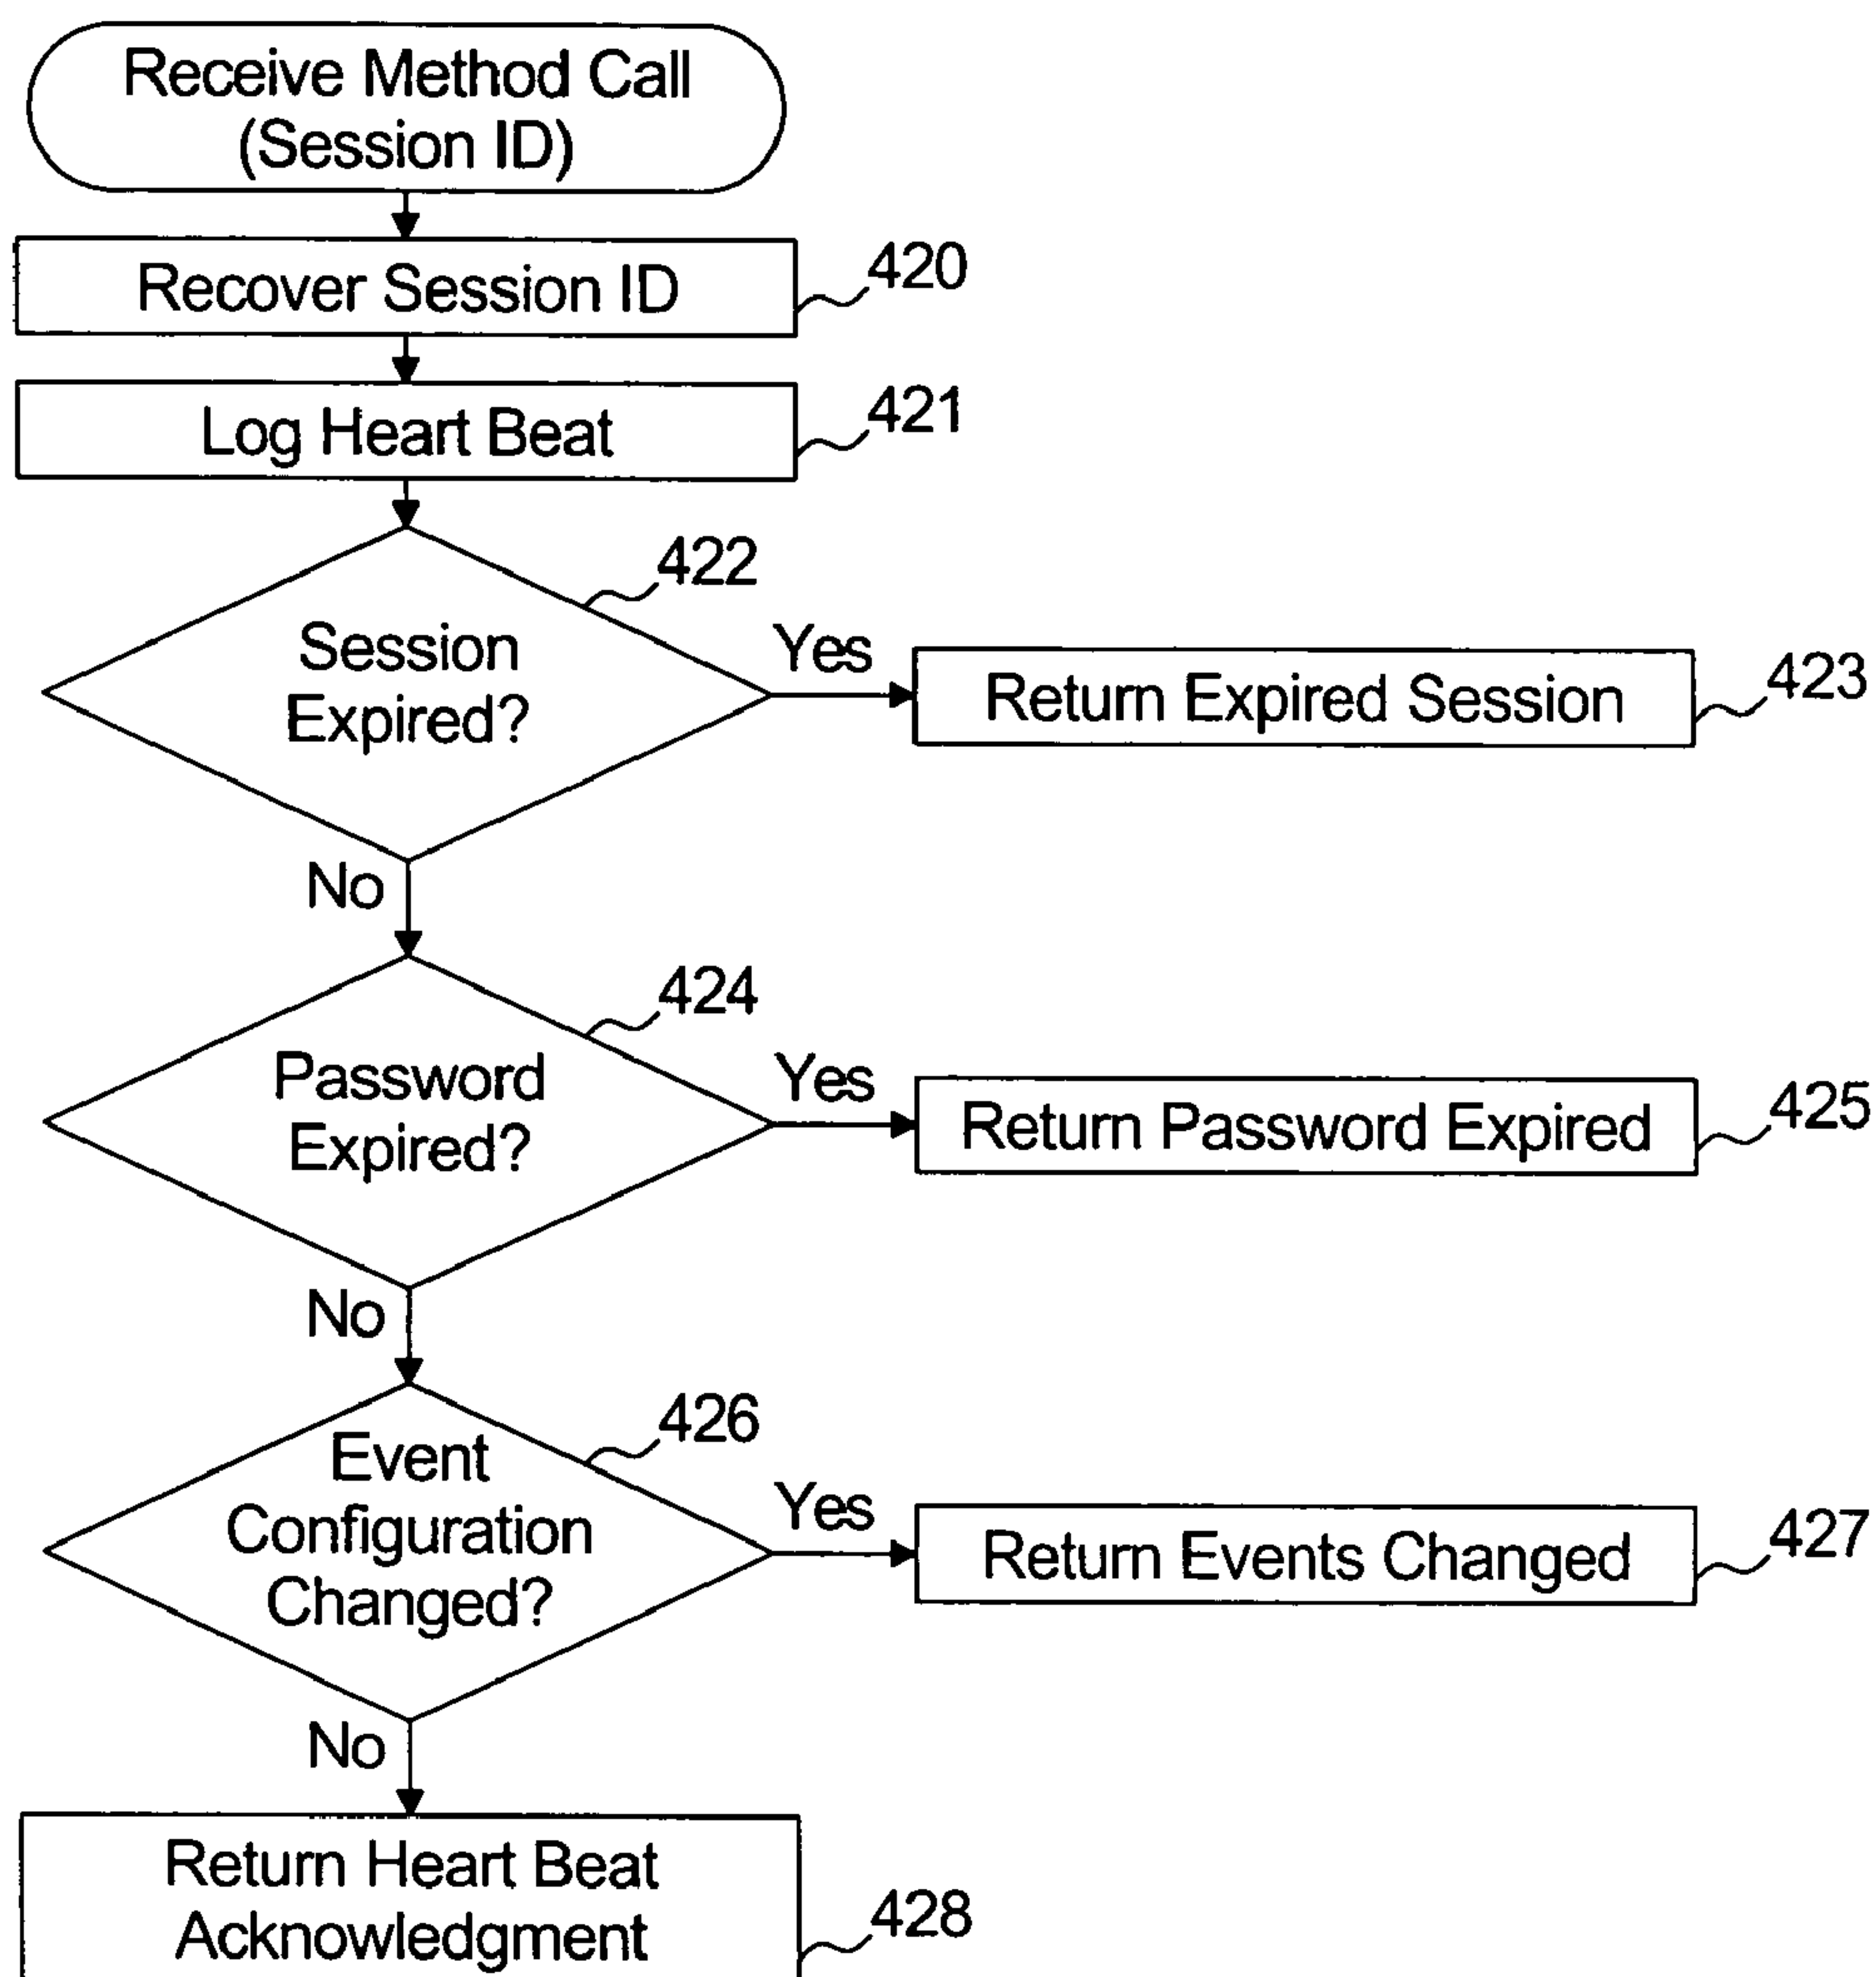 Receive Method Call
(Session ID)
Recover Session ID
420
Log Heart Beat
421
422
Session
Expired?
Yes
Return Expired Session
423
No
424
Password
Expired?
Yes
Return Password Expired
425
No
426
Event
Configuration
Changed?
Yes
Return Events Changed
427
No
Return Heart Beat
Acknowledgment
428